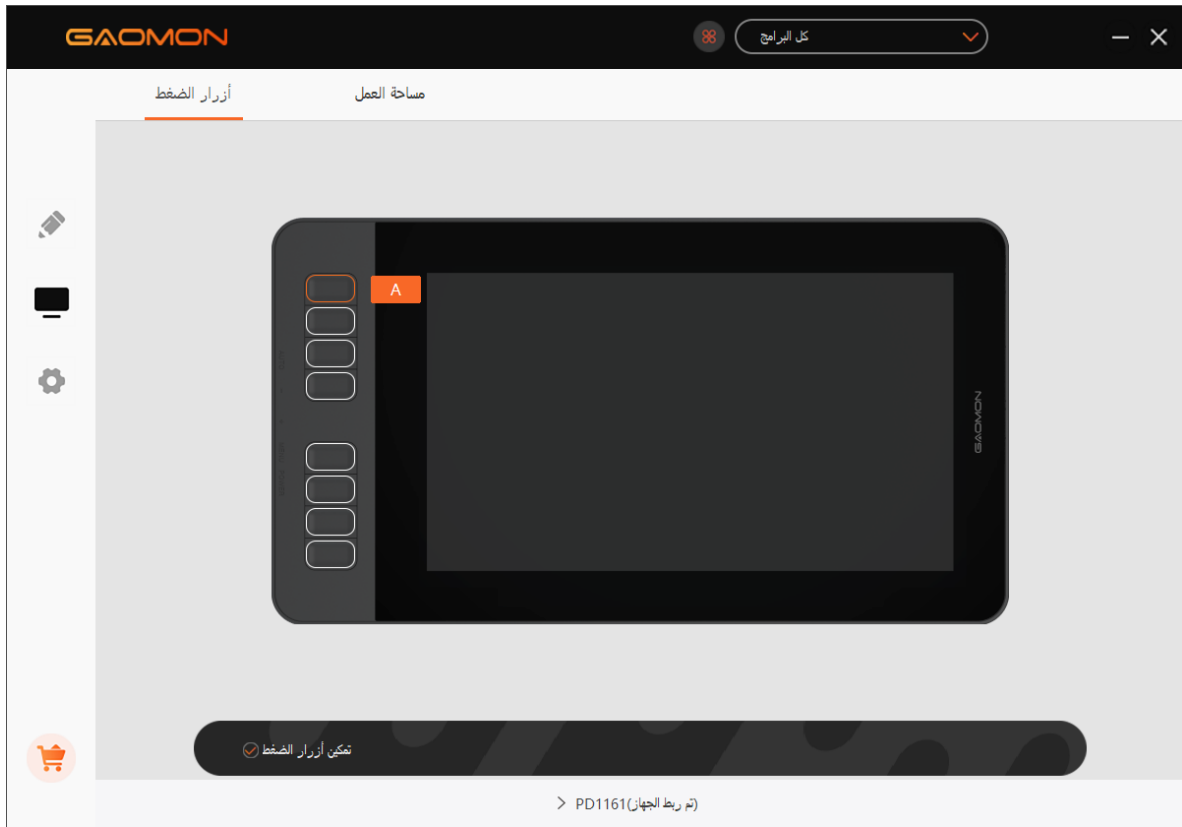 GAOMON
كل البرامج
أزرار الضغط
مساحة العمل
A
GAOMON
تمكين أزرار الضغط
PD1161(تم ربط الجهاز)